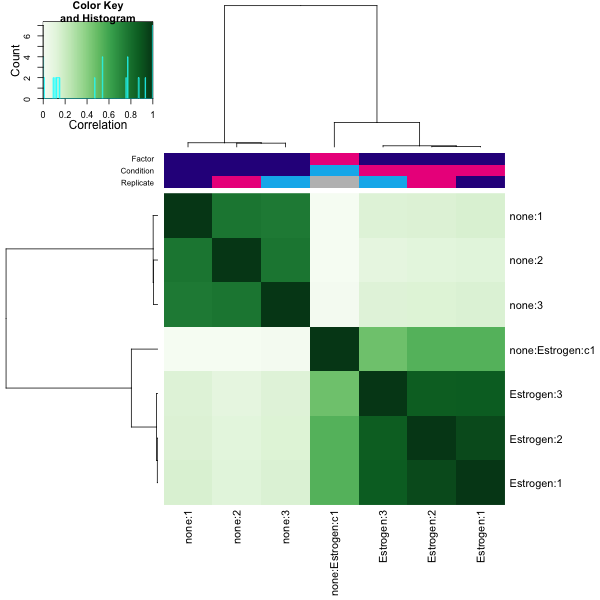 Color Key
and Histogram
Count
0 2 4 6
0 0.2 0.4 0.6 0.8 1
Correlation
Factor
Condition
Replicate
none:1
none:2
none:3
none:Estrogen:c1
Estrogen:3
Estrogen:2
Estrogen:1
none:1
none:2
none:3
none:Estrogen:c1
Estrogen:3
Estrogen:2
Estrogen:1